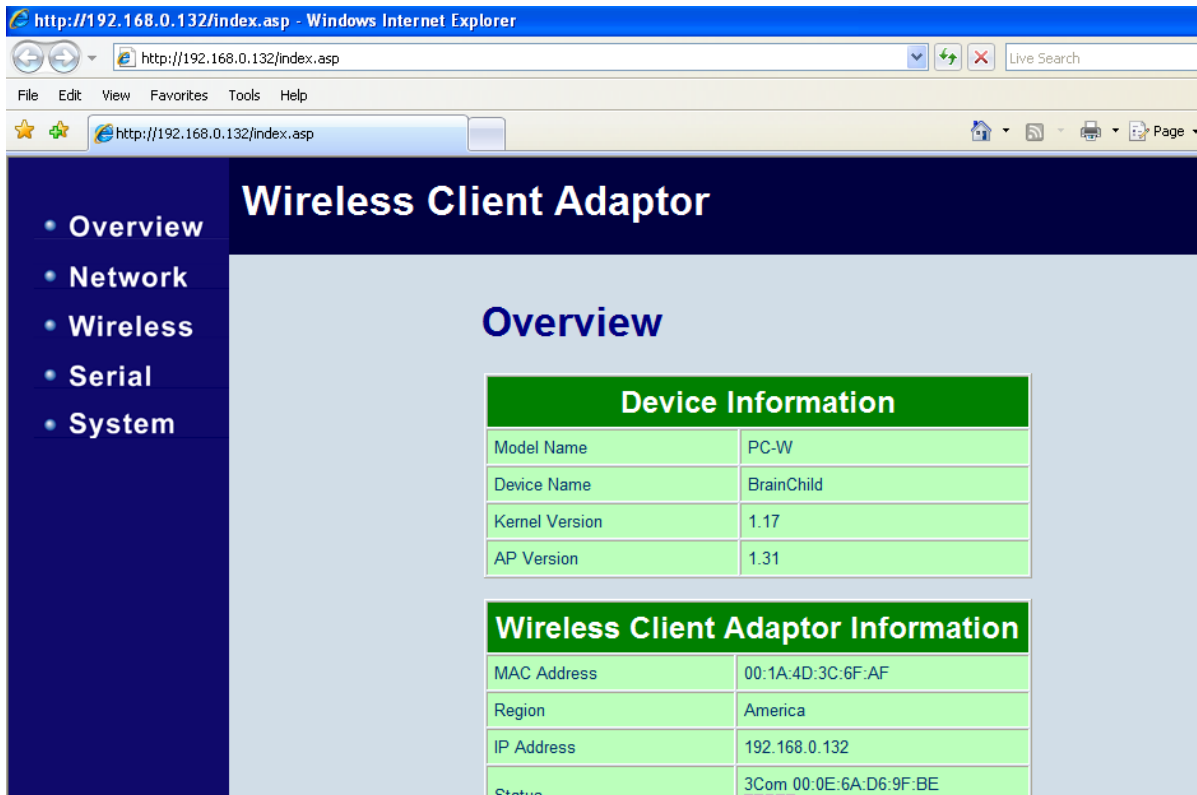 http://192.168.0.132/index.asp - Windows Internet Explorer
http://192.168.0.132/index.asp
Live Search
File Edit View Favorites Tools Help
http://192.168.0.132/index.asp
Page
Wireless Client Adaptor
Overview
Network
Wireless
Serial
System
Overview
Device Information
Model Name PC-W
Device Name BrainChild
Kernel Version 1.17
AP Version 1.31
Wireless Client Adaptor Information
MAC Address 00:1A:4D:3C:6F:AF
Region America
IP Address 192.168.0.132
Status 3Com 00:0E:6A:D6:9F:BE